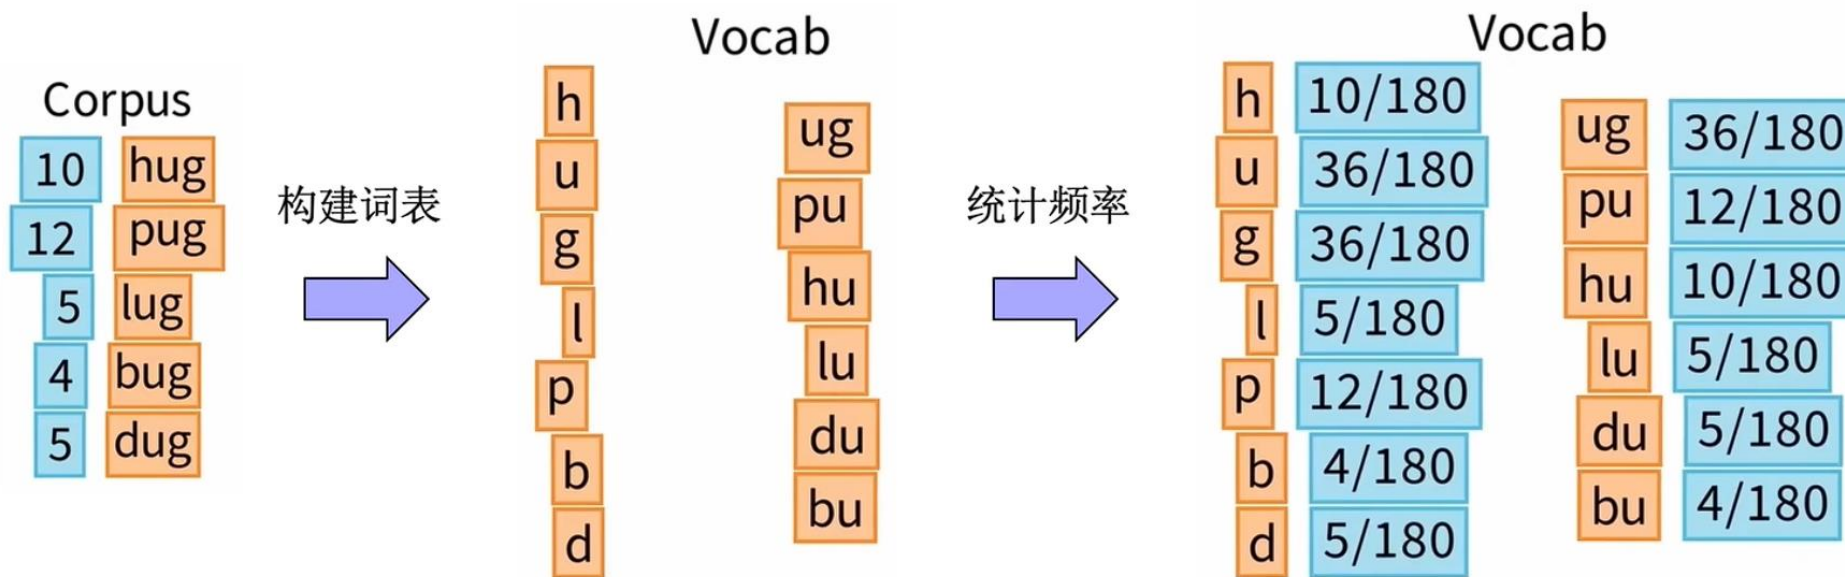 Corpus
10 hug
12 pug
5 lug
4 bug
5 dug
构建词表
Vocab
h
u
g
l
p
b
d
ug
pu
hu
lu
du
bu
统计频率
Vocab
h 10/180
u 36/180
g 36/180
l 5/180
p 12/180
b 4/180
d 5/180
ug 36/180
pu 12/180
hu 10/180
lu 5/180
du 5/180
bu 4/180